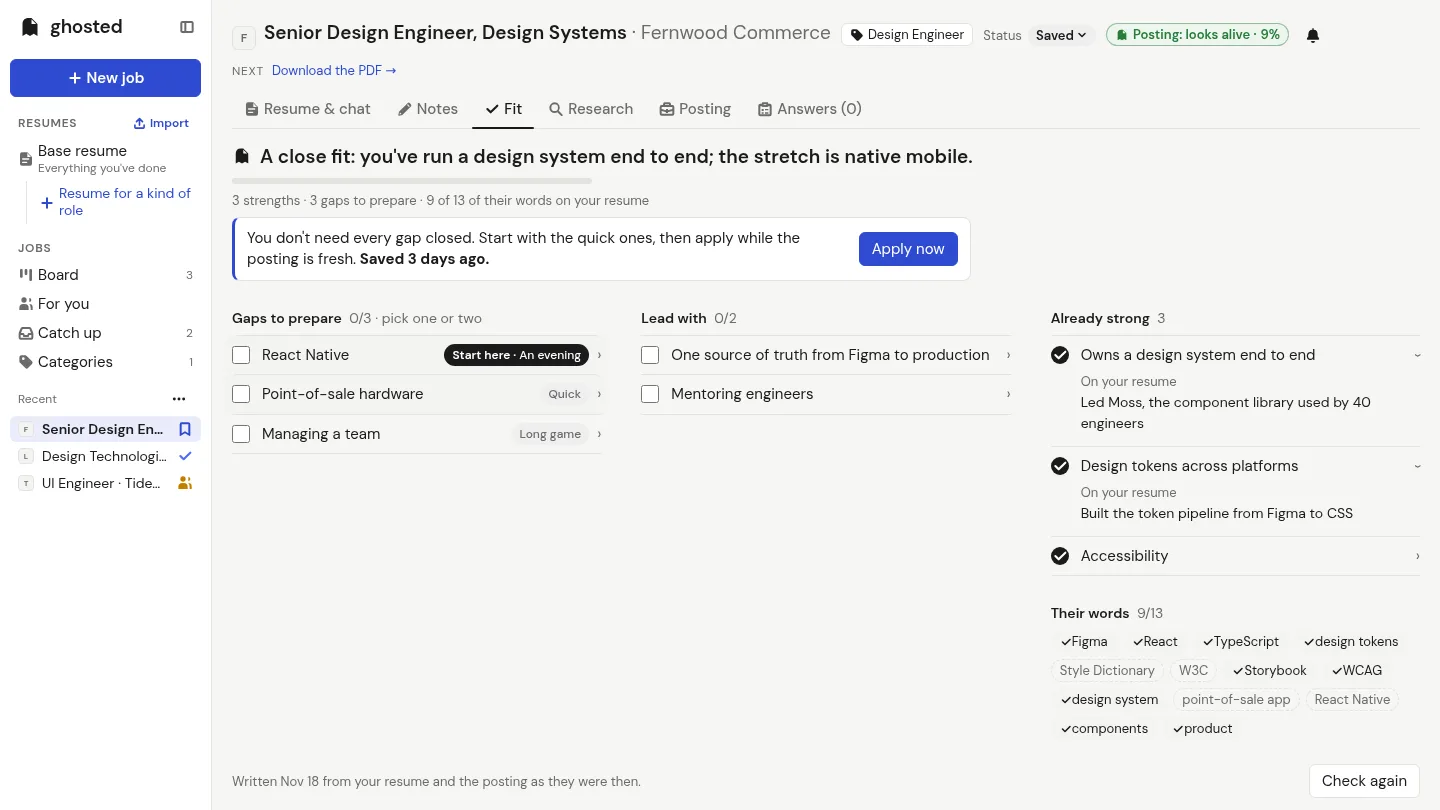 ghosted
New job
RESUMES
Import
Base resume
Everything you've done
Resume for a kind of
role
JOBS
Board 3
For you
Catch up 2
Categories 1
Recent
F Senior Design En...
L Design Technologi...
T UI Engineer · Tide...
F Senior Design Engineer, Design Systems · Fernwood Commerce
Design Engineer
Status Saved
Posting: looks alive · 9%
NEXT Download the PDF →
Resume & chat
Notes
Fit
Research
Posting
Answers (0)
A close fit: you've run a design system end to end; the stretch is native mobile.
3 strengths · 3 gaps to prepare · 9 of 13 of their words on your resume
You don't need every gap closed. Start with the quick ones, then apply while the
posting is fresh. Saved 3 days ago.
Apply now
Gaps to prepare 0/3 · pick one or two
React Native Start here · An evening ›
Point-of-sale hardware Quick ›
Managing a team Long game ›
Lead with 0/2
One source of truth from Figma to production ›
Mentoring engineers ›
Already strong 3
Owns a design system end to end
On your resume
Led Moss, the component library used by 40
engineers
Design tokens across platforms
On your resume
Built the token pipeline from Figma to CSS
Accessibility ›
Their words 9/13
✓Figma ✓React ✓TypeScript ✓design tokens
Style Dictionary W3C ✓Storybook ✓WCAG
✓design system point-of-sale app React Native
✓components ✓product
Written Nov 18 from your resume and the posting as they were then.
Check again